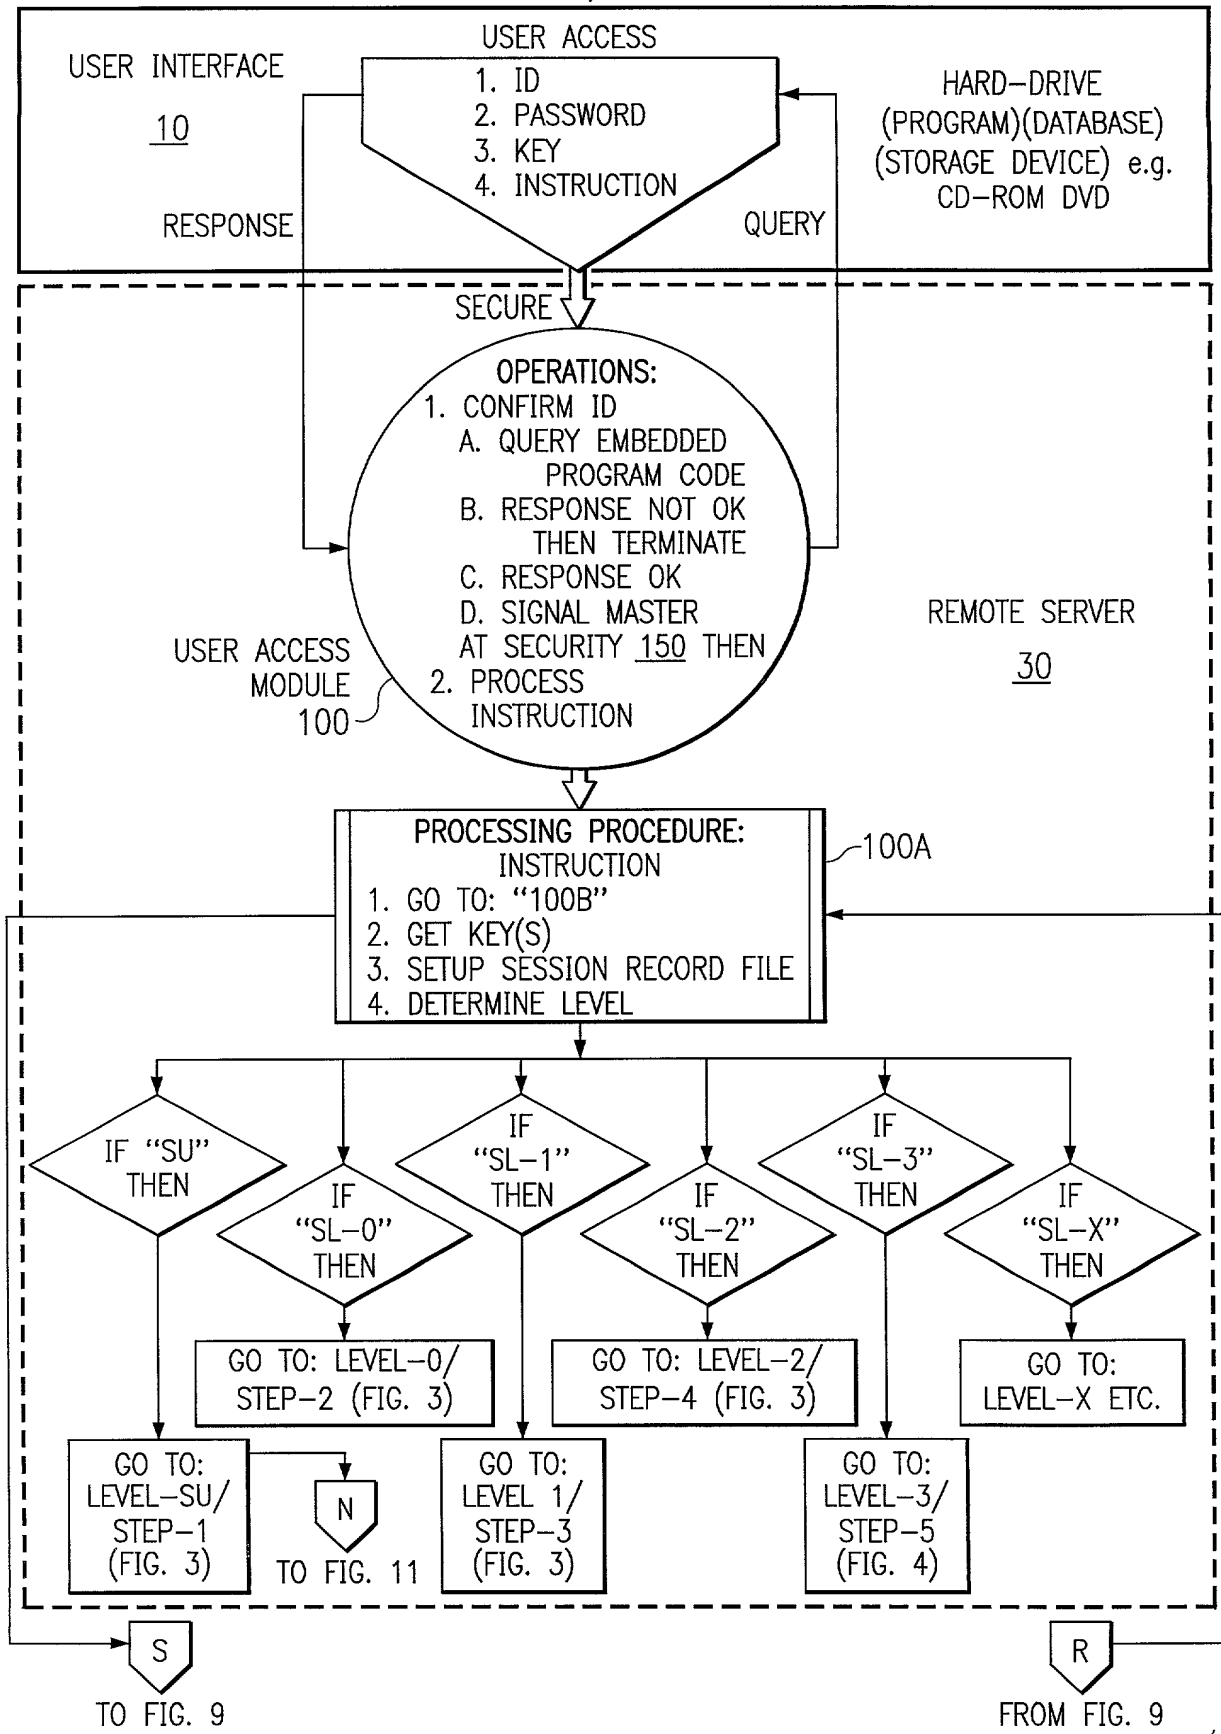 USER INTERFACE
10
USER ACCESS
1. ID
2. PASSWORD
3. KEY
4. INSTRUCTION
HARD-DRIVE
(PROGRAM)(DATABASE)
(STORAGE DEVICE) e.g.
CD-ROM DVD
RESPONSE
QUERY
SECURE
OPERATIONS:
1. CONFIRM ID
A. QUERY EMBEDDED
PROGRAM CODE
B. RESPONSE NOT OK
THEN TERMINATE
C. RESPONSE OK
D. SIGNAL MASTER
AT SECURITY 150 THEN
2. PROCESS
INSTRUCTION
USER ACCESS
MODULE
100
REMOTE SERVER
30
PROCESSING PROCEDURE:
INSTRUCTION
1. GO TO: “100B”
2. GET KEY(S)
3. SETUP SESSION RECORD FILE
4. DETERMINE LEVEL
100A
IF “SU”
THEN
IF
“SL-0”
THEN
IF
“SL-1”
THEN
IF
“SL-2”
THEN
IF
“SL-3”
THEN
IF
“SL-X”
THEN
GO TO: LEVEL-0/
STEP-2 (FIG. 3)
GO TO: LEVEL-2/
STEP-4 (FIG. 3)
GO TO:
LEVEL-X ETC.
GO TO:
LEVEL-SU/
STEP-1
(FIG. 3)
N
TO FIG. 11
GO TO:
LEVEL 1/
STEP-3
(FIG. 3)
GO TO:
LEVEL-3/
STEP-5
(FIG. 4)
S
TO FIG. 9
R
FROM FIG. 9